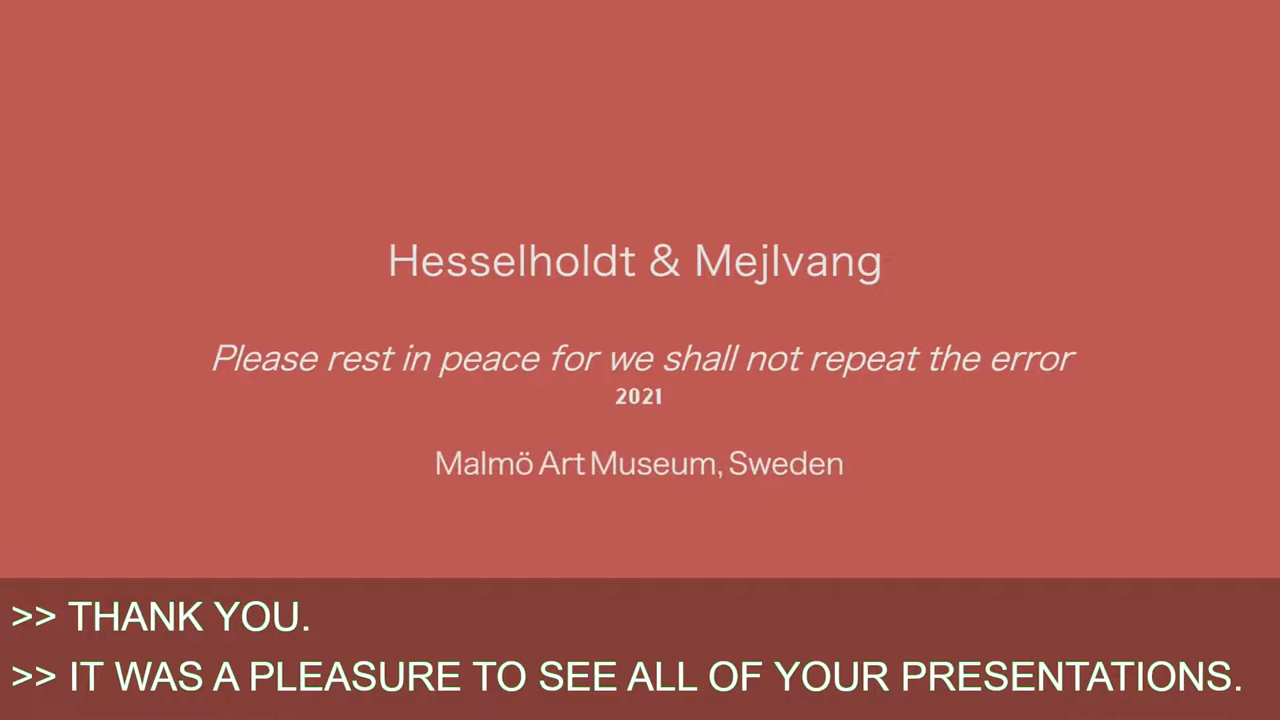 Hesselholdt & Mejlvang
Please rest in peace for we shall not repeat the error
2021
Malmö Art Museum, Sweden
>> THANK YOU.
>> IT WAS A PLEASURE TO SEE ALL OF YOUR PRESENTATIONS.